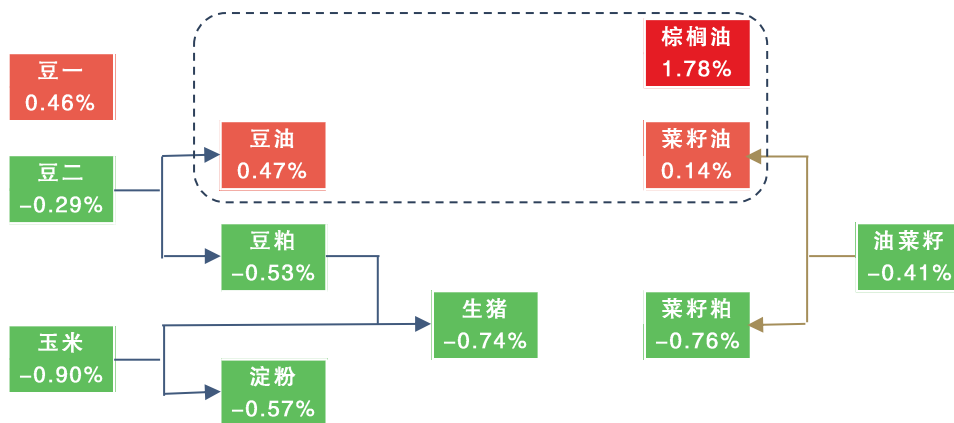 棕榈油
1.78%
豆一
0.46%
豆油
0.47%
菜籽油
0.14%
豆二
-0.29%
豆粕
-0.53%
油菜籽
-0.41%
生猪
-0.74%
菜籽粕
-0.76%
玉米
-0.90%
淀粉
-0.57%